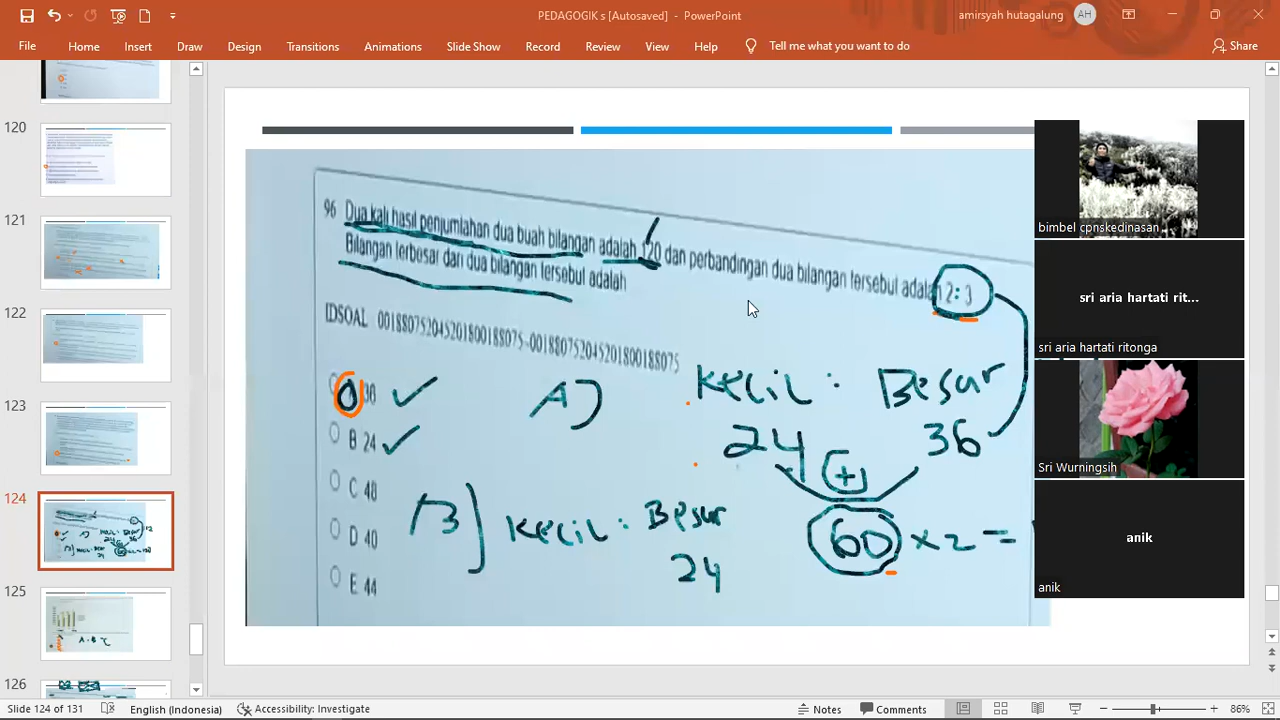 PEDAGOGIK s [Autosaved] - PowerPoint
amirsyah hutagalung AH
File Home Insert Draw Design Transitions Animations Slide Show Record Review View Help Tell me what you want to do Share
120
121
122
123
124
125
126
96 Dua kali hasil penjumlahan dua buah bilangan adalah 120 dan perbandingan dua bilangan tersebut adalah 2:3
Bilangan terbesar dari dua bilangan tersebut adalah
IDSOAL 001880752045201800188075-001880752045201800188075
B 24
C 48
D 40
E 44
A)
Kecil : Besar
24 36
(+)
60 x 2 =
B] Kecil : Besar
24
bimbel cpnskedinasan
sri aria hartati rit...
sri aria hartati ritonga
Sri Wurningsih
anik
anik
Slide 124 of 131 English (Indonesia) Accessibility: Investigate Notes Comments 86%